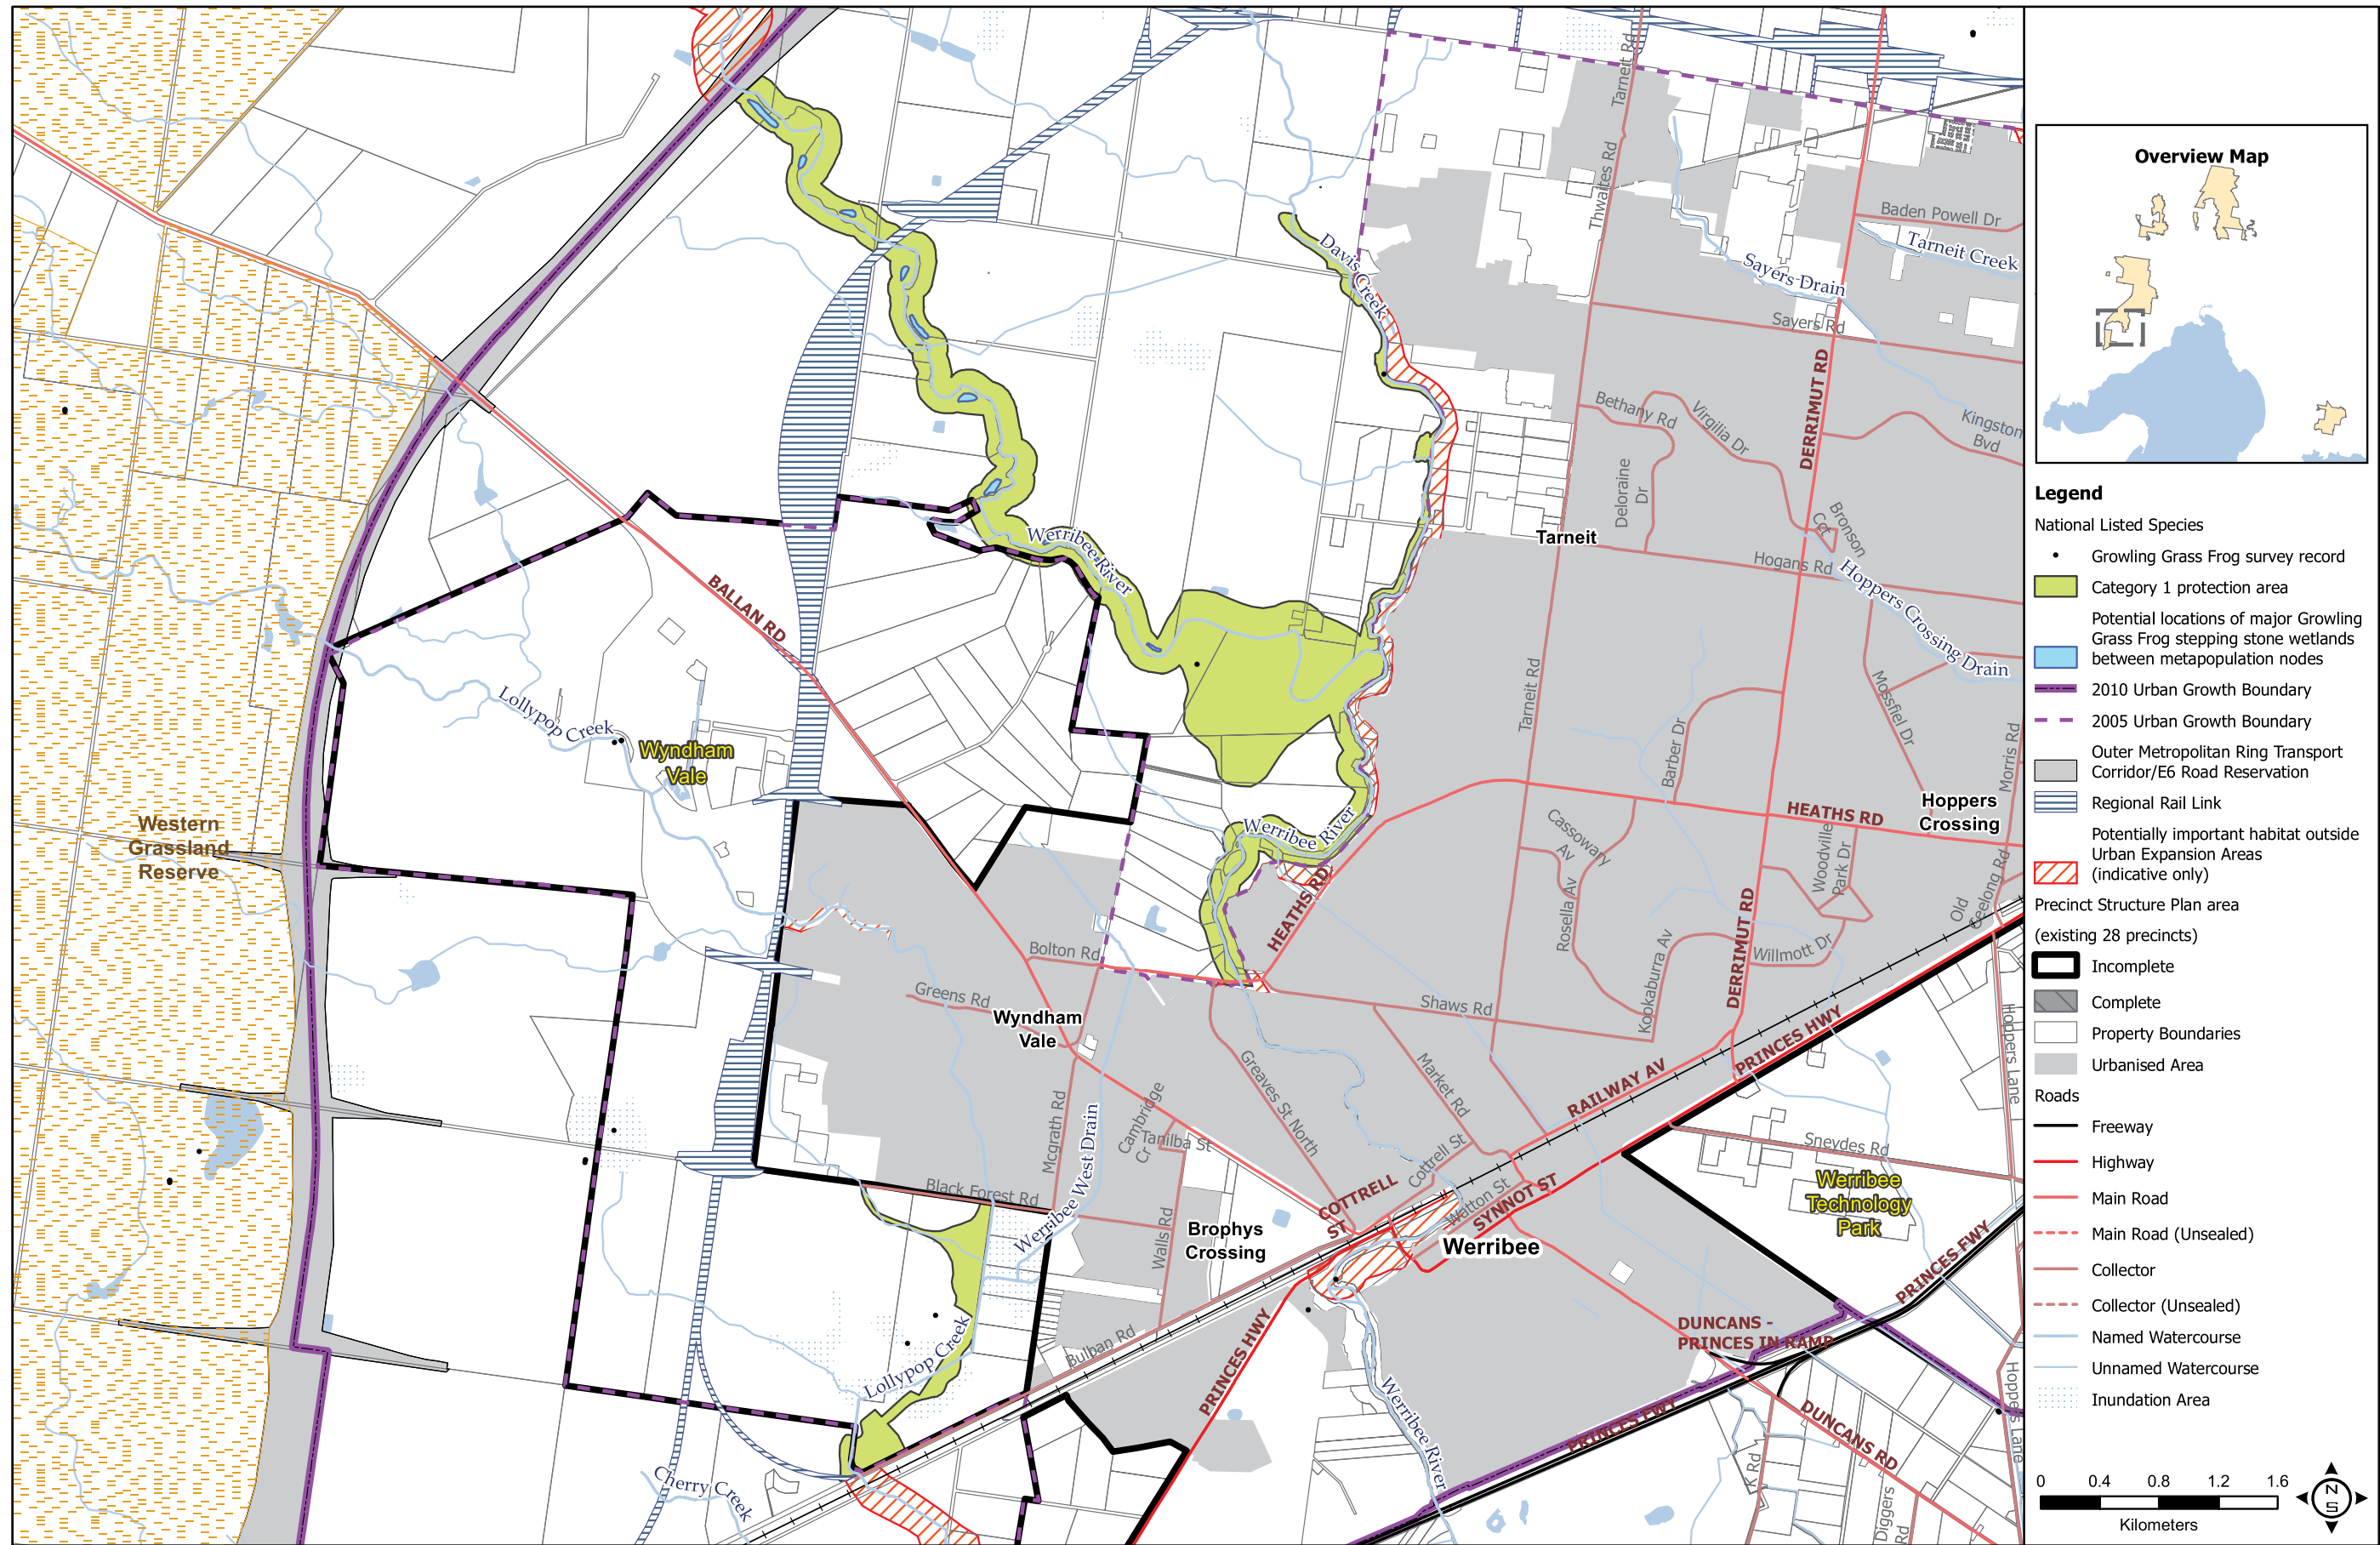 Tarneit Rd
Thwaites Rd
Baden Powell Dr
Tarneit Creek
Sayers Drain
Davis Creek
Sayers Rd
DERRIMUT RD
Bethany Rd
Virgilia Dr
Kingston
Bvd
Deloraine
Dr
Bronson
Cct
Tarneit
Hogans Rd
Hoppers Crossing Drain
Werribee River
BALLAN RD
Lollypop Creek
Wyndham
Vale
Tarneit Rd
Barber Dr
Mossfiel Dr
Morris Rd
Western
Grassland
Reserve
Hoppers
Crossing
HEATHS RD
Werribee River
Cassowary
Av
Woodville
Park Dr
HEATHS RD
Rosella Av
Old
Geelong Rd
DERRIMUT RD
Kookaburra Av
Willmott Dr
Bolton Rd
Greens Rd
Shaws Rd
Wyndham
Vale
PRINCES HWY
Hoppers Lane
Greaves St North
Market Rd
RAILWAY AV
Mcgrath Rd
Cambridge
Cr
Tanilba St
Werribee West Drain
Cottrell St
Sneydes Rd
Black Forest Rd
Watton St
SYNNOT ST
COTTRELL
ST
Werribee
Technology
Park
Walls Rd
Brophys
Crossing
Werribee
PRINCES FWY
DUNCANS -
PRINCES IN RAMP
Bulban Rd
Lollypop Creek
PRINCES HWY
Werribee River
PRINCES FWY
DUNCANS RD
Hoppers Lane
Cherry Creek
K Rd
Diggers
Rd
Overview Map
Legend
National Listed Species
Growling Grass Frog survey record
Category 1 protection area
Potential locations of major Growling
Grass Frog stepping stone wetlands
between metapopulation nodes
2010 Urban Growth Boundary
2005 Urban Growth Boundary
Outer Metropolitan Ring Transport
Corridor/E6 Road Reservation
Regional Rail Link
Potentially important habitat outside
Urban Expansion Areas
(indicative only)
Precinct Structure Plan area
(existing 28 precincts)
Incomplete
Complete
Property Boundaries
Urbanised Area
Roads
Freeway
Highway
Main Road
Main Road (Unsealed)
Collector
Collector (Unsealed)
Named Watercourse
Unnamed Watercourse
Inundation Area
0 0.4 0.8 1.2 1.6
Kilometers
N
S